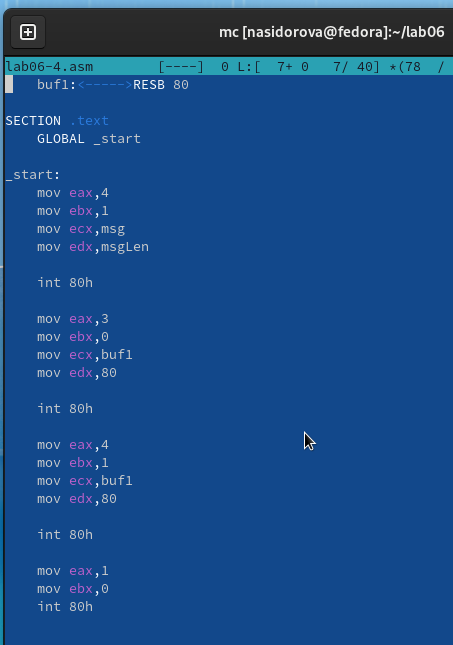 mc [nasidorova@fedora]:~/lab06
lab06-4.asm        [----]  0 L:[  7+ 0   7/ 40] *(78  /
    buf1:<----->RESB 80
SECTION .text
    GLOBAL _start
_start:
    mov eax,4
    mov ebx,1
    mov ecx,msg
    mov edx,msgLen
    int 80h
    mov eax,3
    mov ebx,0
    mov ecx,buf1
    mov edx,80
    int 80h
    mov eax,4
    mov ebx,1
    mov ecx,buf1
    mov edx,80
    int 80h
    mov eax,1
    mov ebx,0
    int 80h